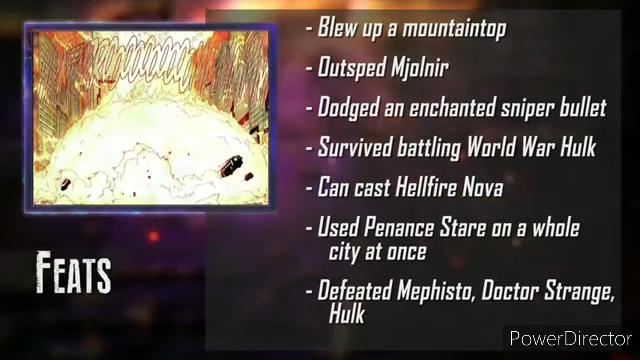 - Blew up a mountaintop
- Outsped Mjolnir
- Dodged an enchanted sniper bullet
- Survived battling World War Hulk
- Can cast Hellfire Nova
- Used Penance Stare on a whole
city at once
- Defeated Mephisto, Doctor Strange,
Hulk
FEATS
PowerDirector